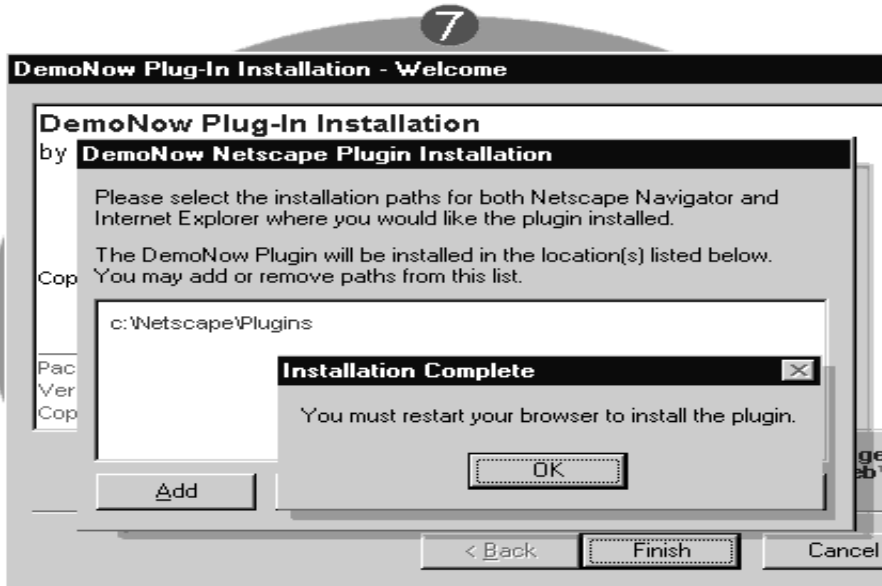 7
DemoNow Plug-In Installation - Welcome
DemoNow Plug-In Installation
by
DemoNow Netscape Plugin Installation
Please select the installation paths for both Netscape Navigator and
Internet Explorer where you would like the plugin installed.
The DemoNow Plugin will be installed in the location(s) listed below.
You may add or remove paths from this list.
Cop
c:\Netscape\Plugins
Pac
Ver
Cop
Installation Complete
You must restart your browser to install the plugin.
OK
Add
< Back
Finish
Cancel